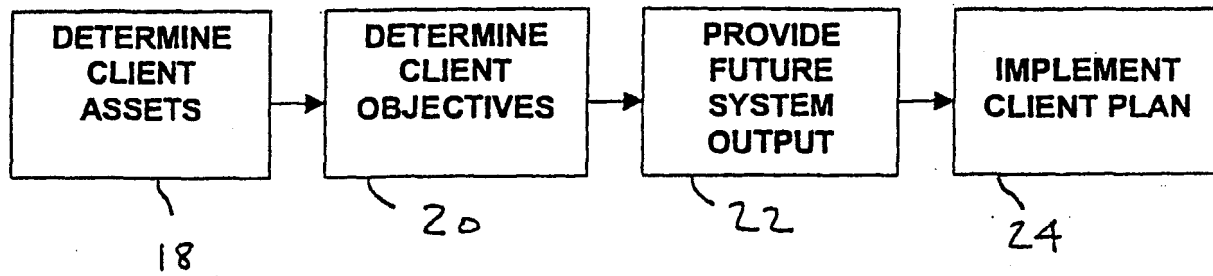 DETERMINE
CLIENT
ASSETS
DETERMINE
CLIENT
OBJECTIVES
PROVIDE
FUTURE
SYSTEM
OUTPUT
IMPLEMENT
CLIENT PLAN
18
20
22
24